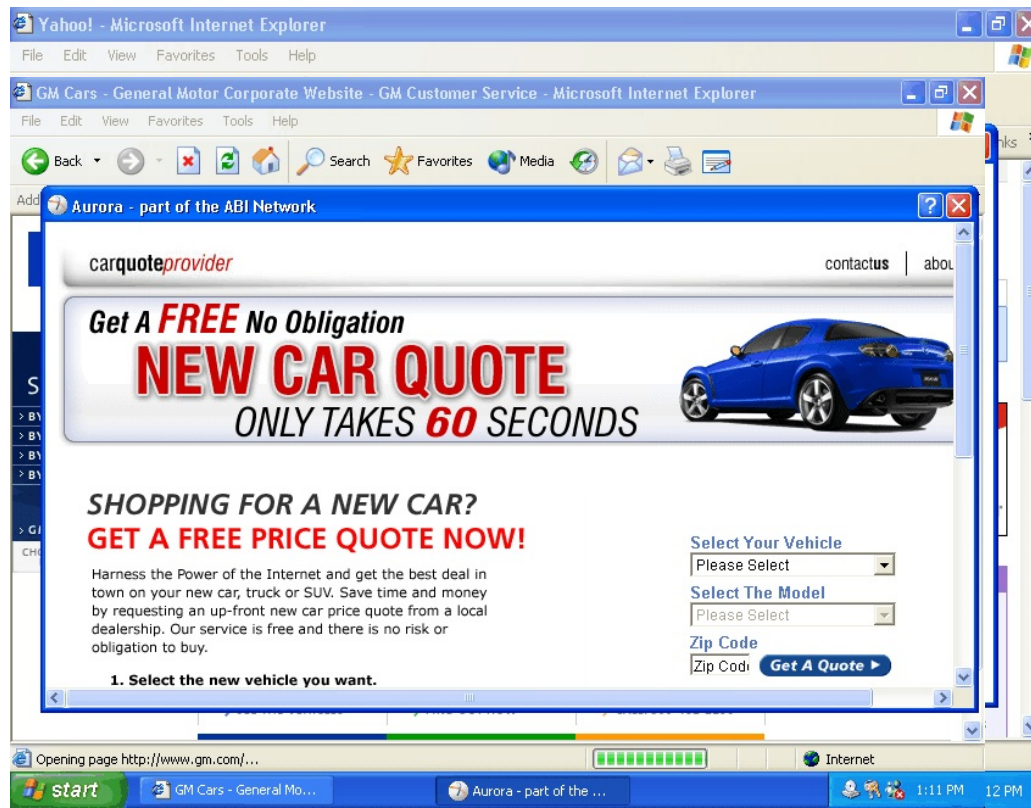 Yahoo! - Microsoft Internet Explorer
File Edit View Favorites Tools Help
GM Cars - General Motor Corporate Website - GM Customer Service - Microsoft Internet Explorer
File Edit View Favorites Tools Help
Back Search Favorites Media
Add
Aurora - part of the ABI Network
carquoteprovider
contactus
Get A FREE No Obligation
NEW CAR QUOTE
ONLY TAKES 60 SECONDS
S
> BY
> BY
> BY
> BY
SHOPPING FOR A NEW CAR?
GET A FREE PRICE QUOTE NOW!
Harness the Power of the Internet and get the best deal in
town on your new car, truck or SUV. Save time and money
by requesting an up-front new car price quote from a local
dealership. Our service is free and there is no risk or
obligation to buy.
1. Select the new vehicle you want.
Select Your Vehicle
Please Select
Select The Model
Please Select
Zip Code
Zip Code
Get A Quote
Opening page http://www.gm.com/...
Internet
start
GM Cars - General Mo...
Aurora - part of the ...
1:11 PM
12 PM